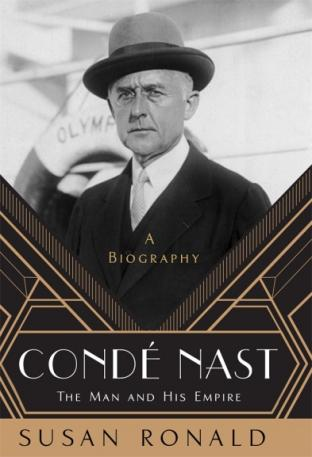 OLYMP
A
BIOGRAPHY
CONDÉ NAST
THE MAN AND HIS EMPIRE
SUSAN RONALD